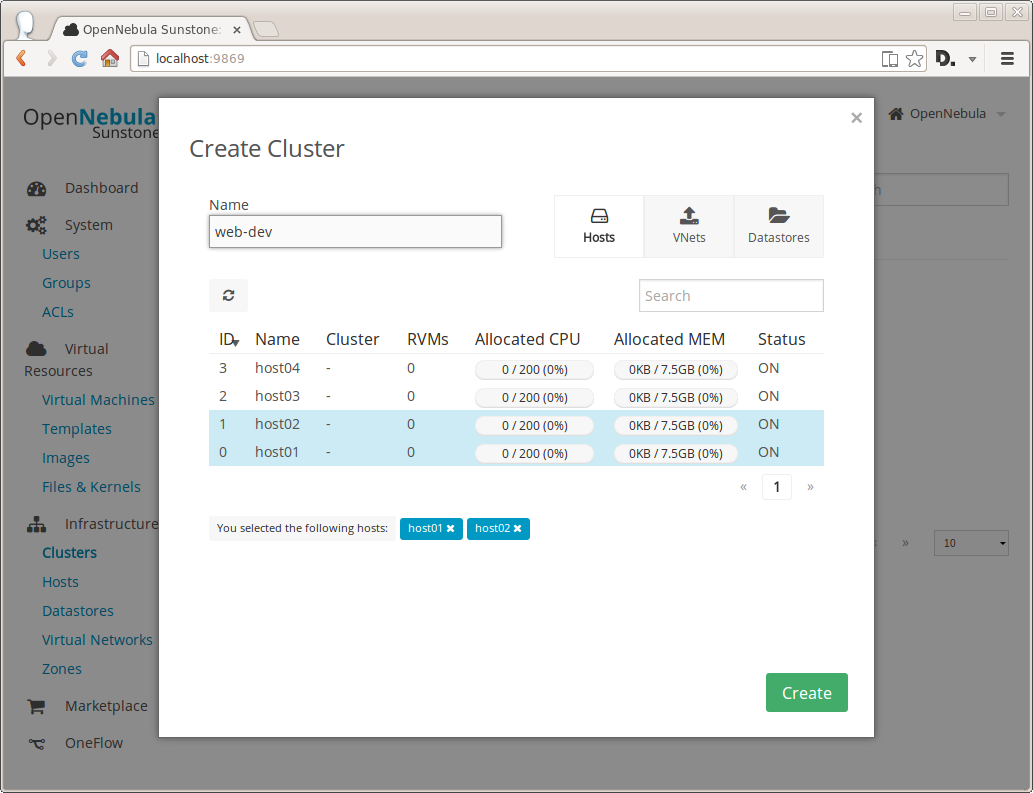 OpenNebula Sunstone:
localhost:9869
OpenNebula
Sunstone
OpenNebula
Dashboard
System
Users
Groups
ACLs
Virtual
Resources
Virtual Machines
Templates
Images
Files & Kernels
Infrastructure
Clusters
Hosts
Datastores
Virtual Networks
Zones
Marketplace
OneFlow
Create Cluster
×
Name
web-dev
Hosts
VNets
Datastores
Search
ID Name Cluster RVMs Allocated CPU Allocated MEM Status
3 host04 - 0 0 / 200 (0%) 0KB / 7.5GB (0%) ON
2 host03 - 0 0 / 200 (0%) 0KB / 7.5GB (0%) ON
1 host02 - 0 0 / 200 (0%) 0KB / 7.5GB (0%) ON
0 host01 - 0 0 / 200 (0%) 0KB / 7.5GB (0%) ON
« 1 »
You selected the following hosts: host01 × host02 ×
» 10
Create